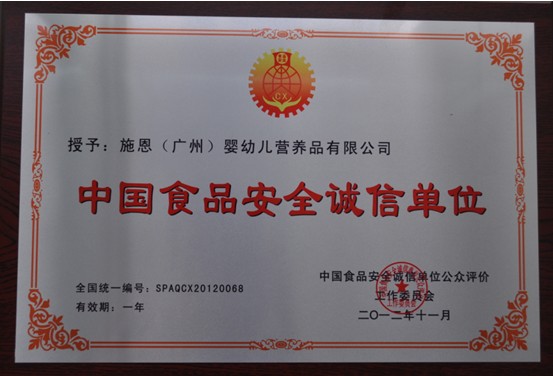 CX
授予：施恩（广州）婴幼儿营养品有限公司
中国食品安全诚信单位
全国统一编号：SPAQCX20120068
有效期：一年
中国食品安全诚信单位公众评价
工作委员会
二〇一二年十一月